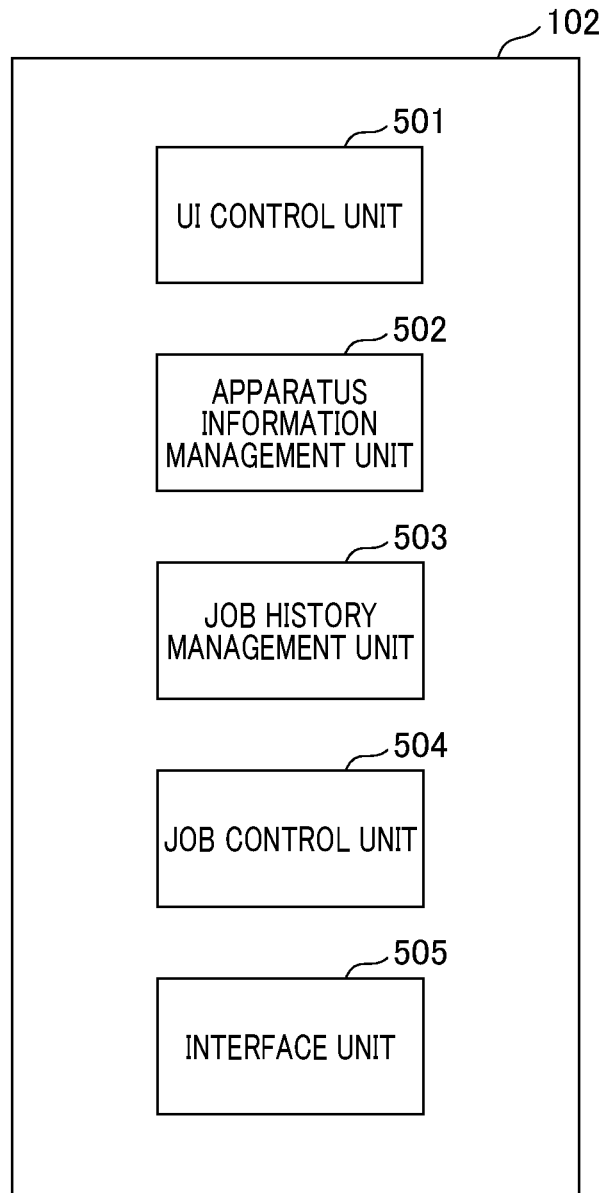 102
501
UI CONTROL UNIT
502
APPARATUS
INFORMATION
MANAGEMENT UNIT
503
JOB HISTORY
MANAGEMENT UNIT
504
JOB CONTROL UNIT
505
INTERFACE UNIT